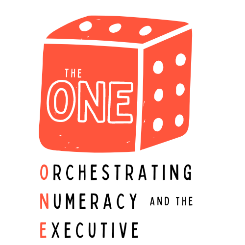 THE
ONE
ORCHESTRATING
NUMERACY AND THE
EXECUTIVE